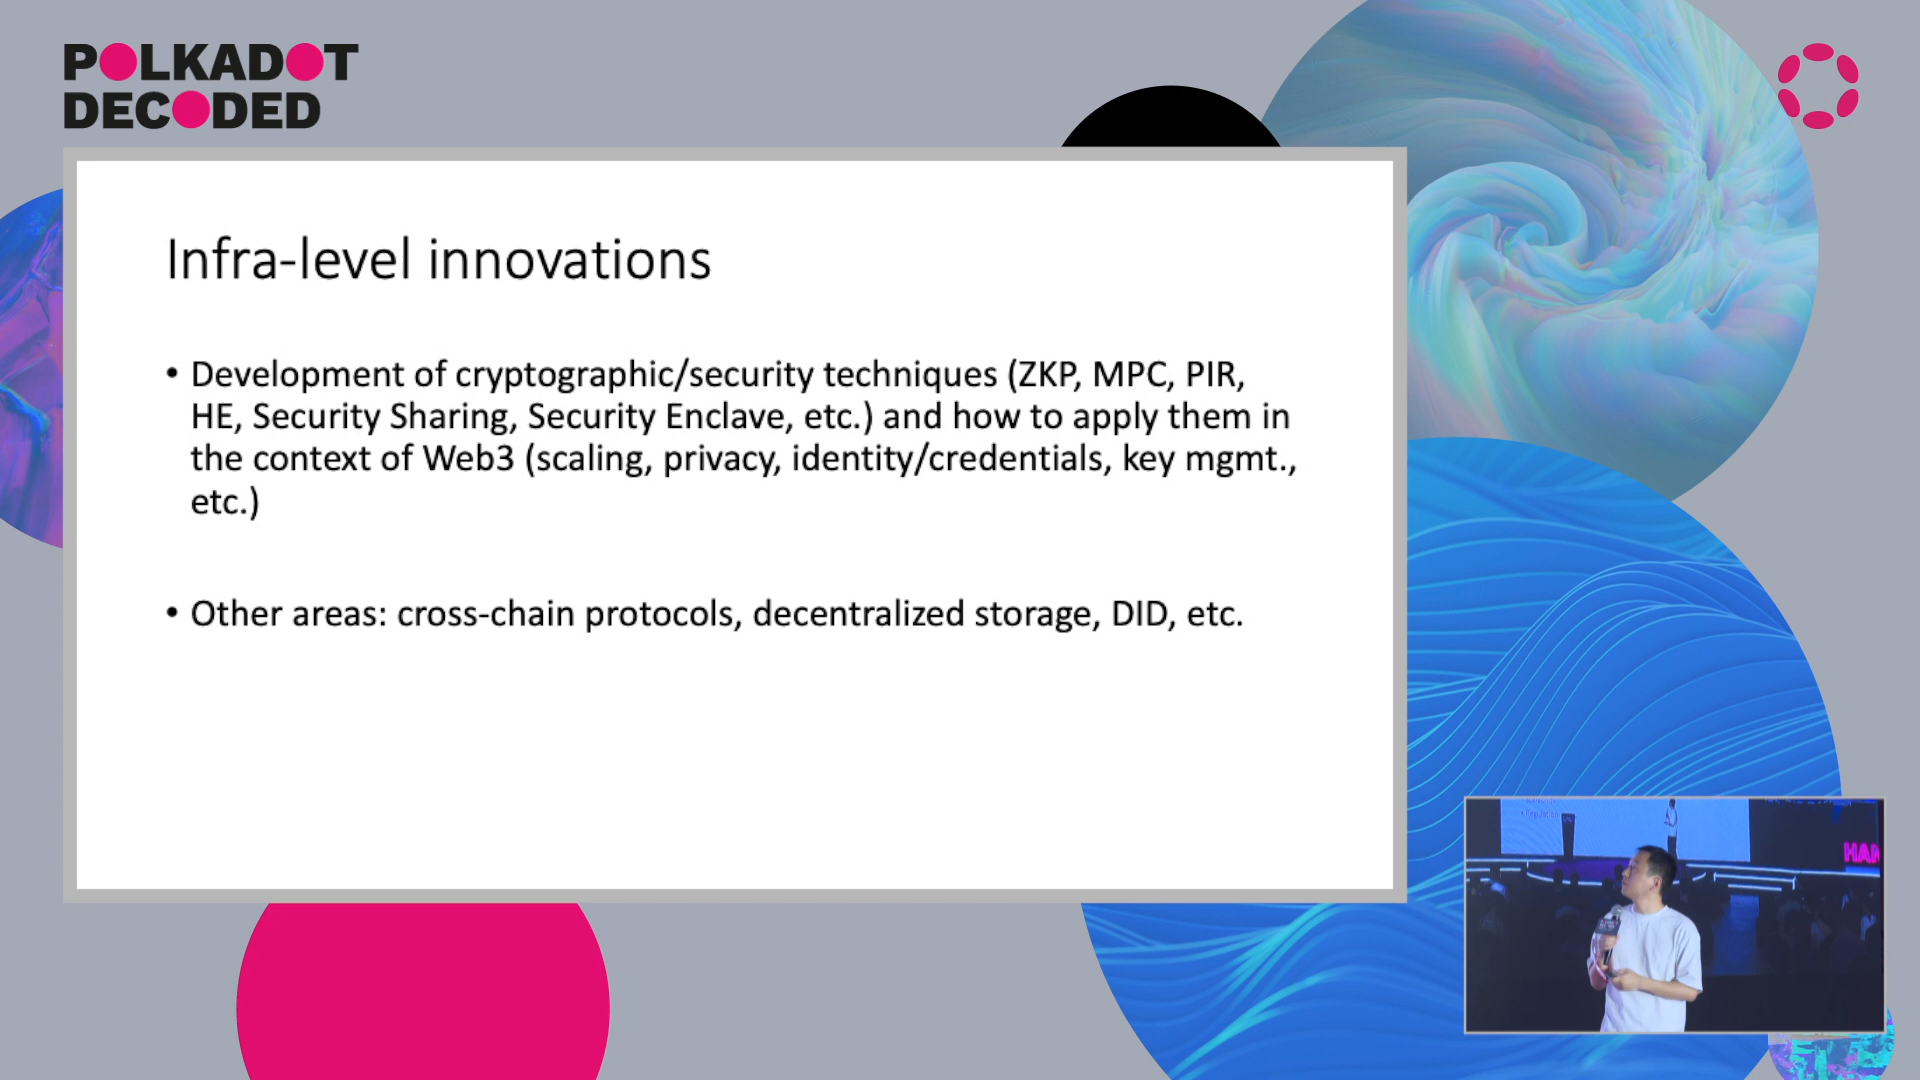 POLKADOT
DECODED
Infra-level innovations
• Development of cryptographic/security techniques (ZKP, MPC, PIR,
HE, Security Sharing, Security Enclave, etc.) and how to apply them in
the context of Web3 (scaling, privacy, identity/credentials, key mgmt.,
etc.)
• Other areas: cross-chain protocols, decentralized storage, DID, etc.
HAN